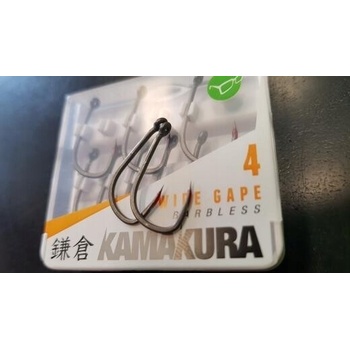 4
WIDE GAPE
BARBLESS
鎌倉 KAMAKURA